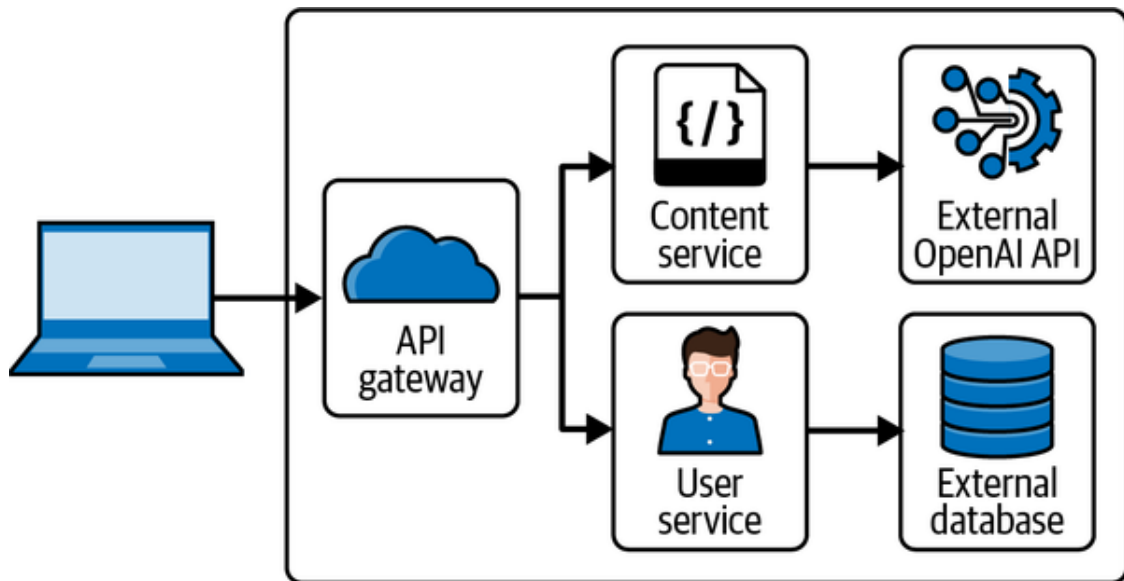 {/}
Content
service
External
OpenAI API
API
gateway
User
service
External
database